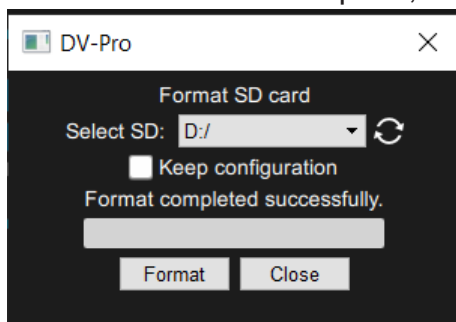 DV-Pro
Format SD card
Select SD: D:/
Keep configuration
Format completed successfully.
Format Close